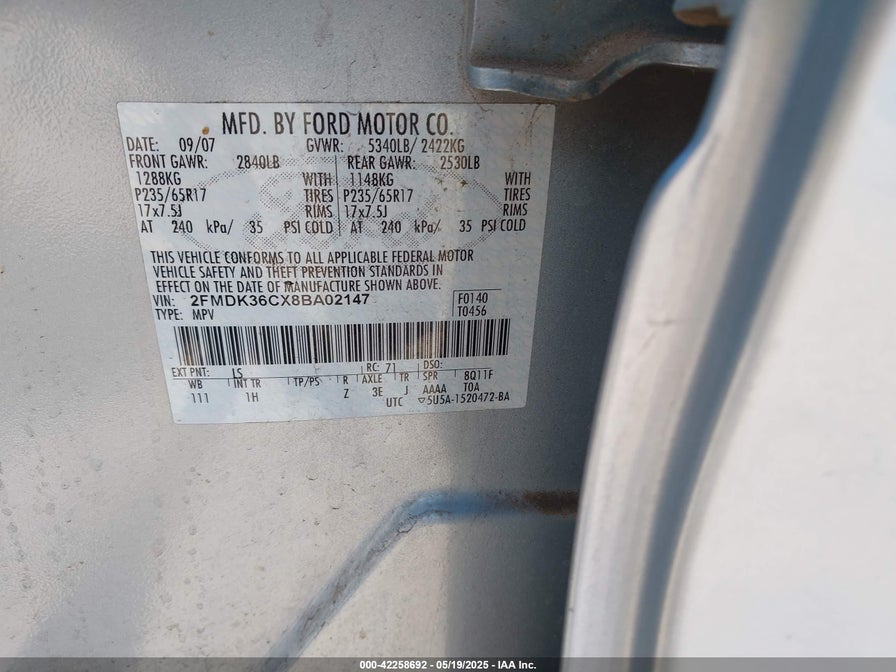 MFD. BY FORD MOTOR CO.
DATE: 09/07 GVWR: 5340LB/ 2422KG
FRONT GAWR: 2840LB REAR GAWR: 2530LB
1288KG WITH 1148KG WITH
P235/65R17 TIRES P235/65R17 TIRES
17x7.5J RIMS 17x7.5J RIMS
AT 240 kPa/ 35 PSI COLD AT 240 kPa/ 35 PSI COLD
THIS VEHICLE CONFORMS TO ALL APPLICABLE FEDERAL MOTOR
VEHICLE SAFETY AND THEFT PREVENTION STANDARDS IN
EFFECT ON THE DATE OF MANUFACTURE SHOWN ABOVE.
VIN: 2FMDK36CX8BA02147 F0140
TYPE: MPV T0456
EXT PNT: LS RC: 71 DSO:
WB INT TR TP/PS R AXLE TR SPR 8Q11F
111 1H Z 3E J AAAA TOA
UTC ▽5U5A-1520472-BA
000-42258692 - 05/19/2025 - IAA Inc.